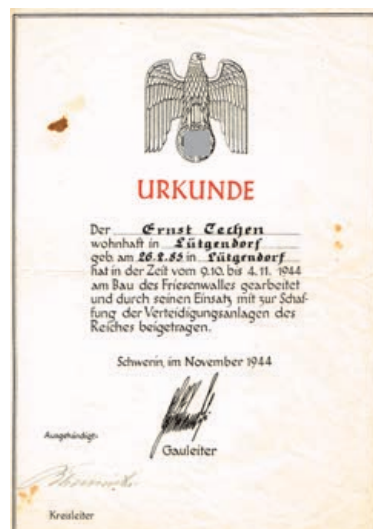 URKUNDE
Der Ernst Techen
wohnhaft in Lütgendorf
geb. am 26.2.85 in Lütgendorf
hat in der Zeit vom 9.10. bis 4.11. 1944
am Bau des Friesenwalles gearbeitet
und durch seinen Einsatz mit zur Schaf-
fung der Verteidigungsanlagen des
Reiches beigetragen.
Schwerin, im November 1944
Gauleiter
Ausgehändigt:
Kreisleiter